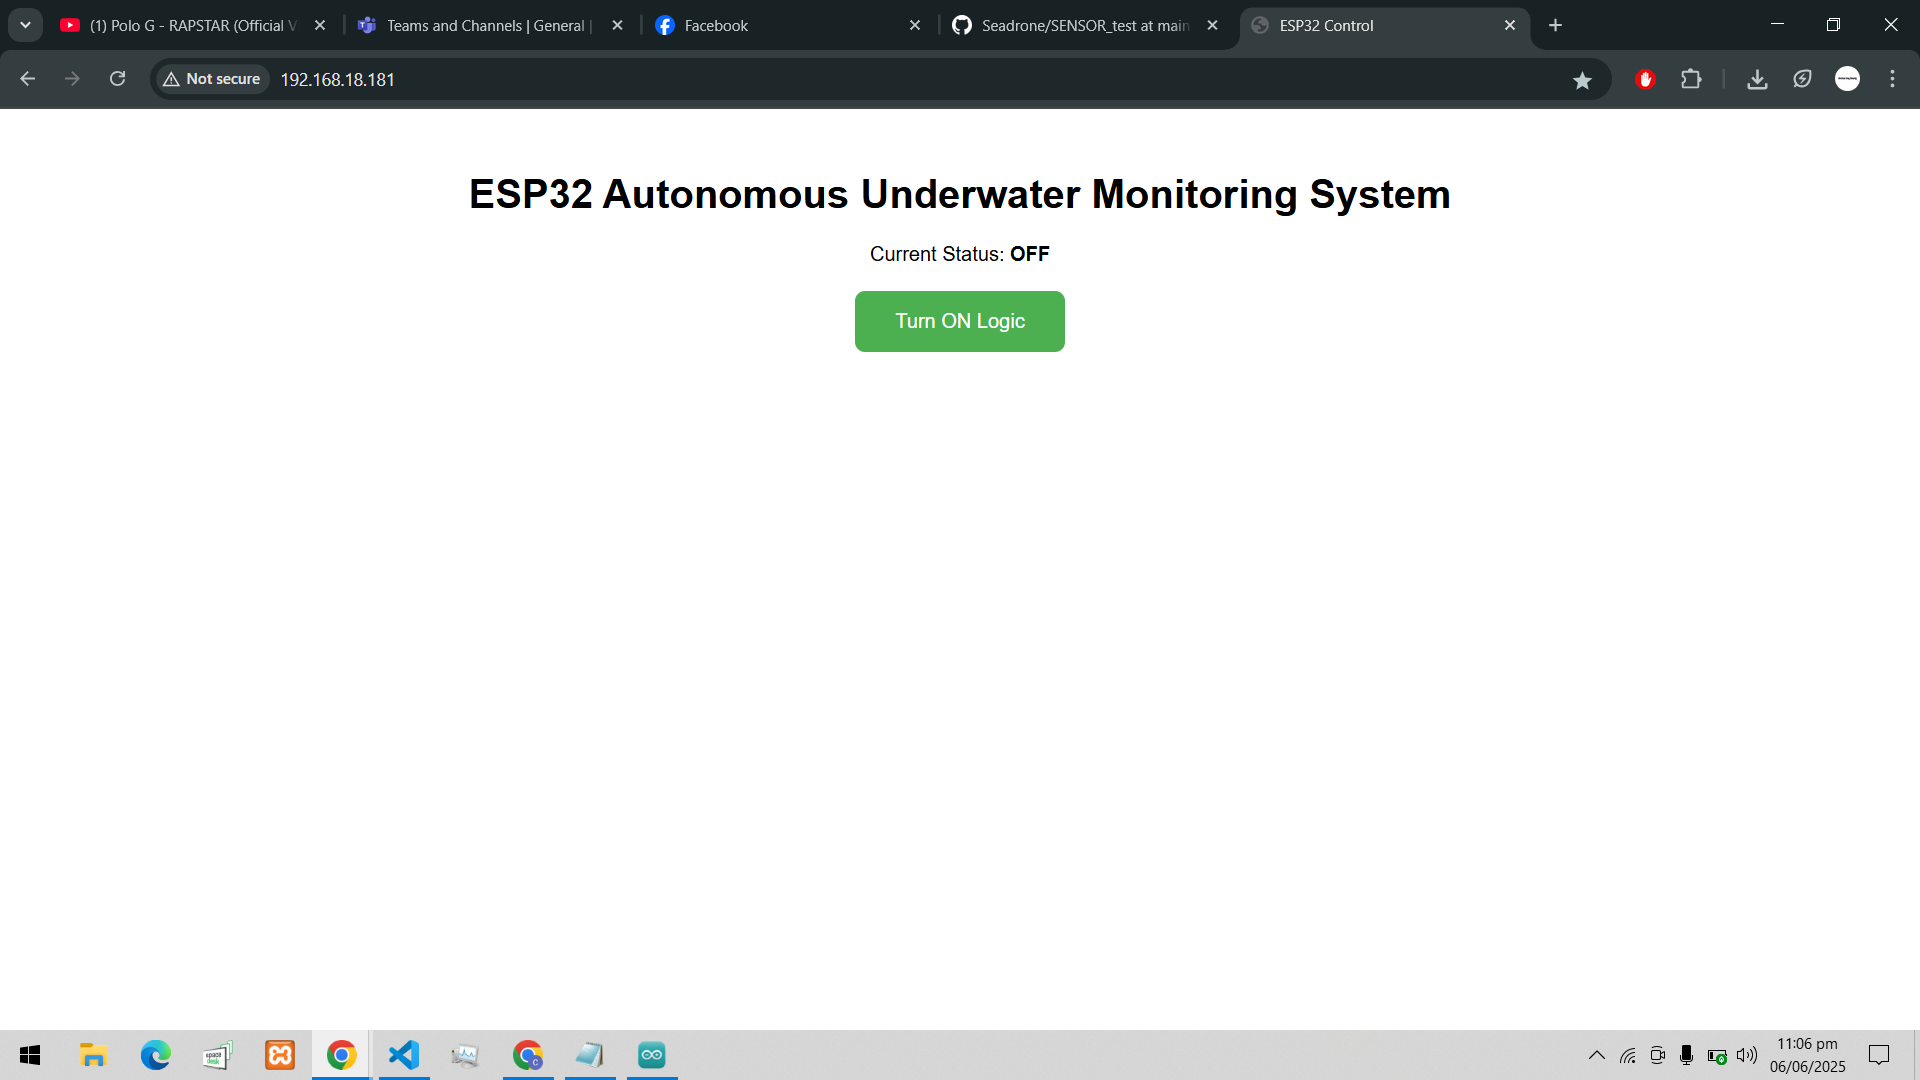 (1) Polo G - RAPSTAR (Official V
Teams and Channels | General |
Facebook
Seadrone/SENSOR_test at main
ESP32 Control
Not secure
192.168.18.181
ESP32 Autonomous Underwater Monitoring System
Current Status: OFF
Turn ON Logic
space
desk
C
11:06 pm
06/06/2025